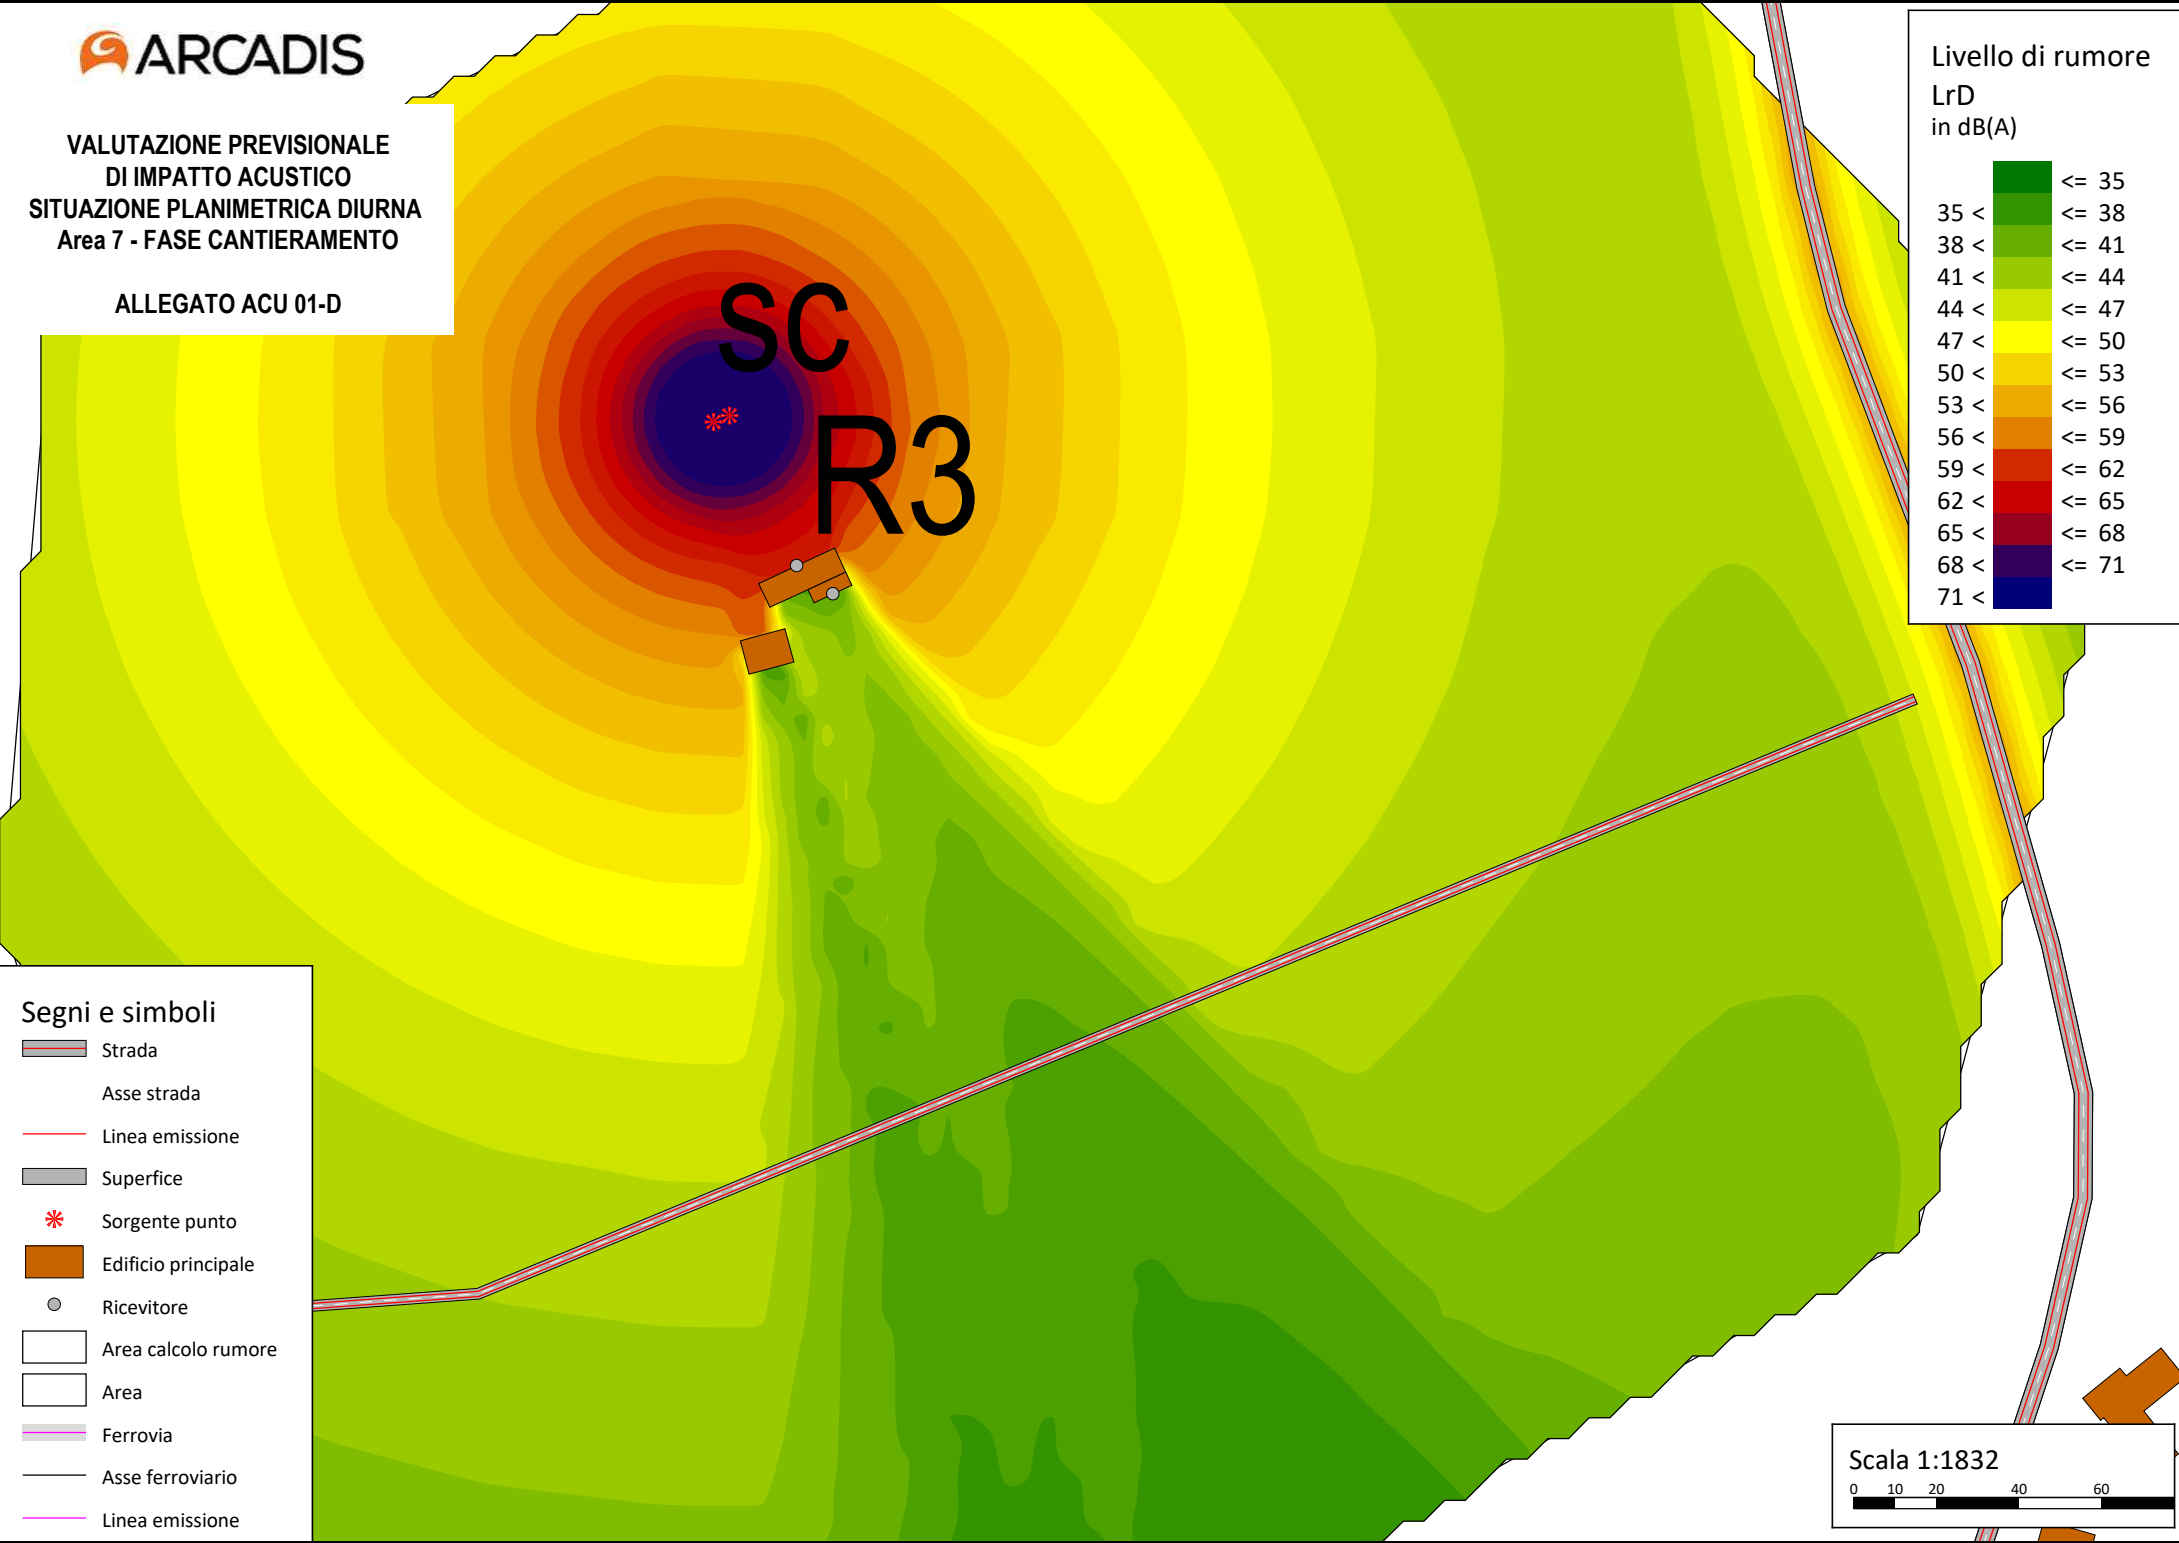 ARCADIS
VALUTAZIONE PREVISIONALE
DI IMPATTO ACUSTICO
SITUAZIONE PLANIMETRICA DIURNA
Area 7 - FASE CANTIERAMENTO
ALLEGATO ACU 01-D
sc
R3
Livello di rumore
LrD
in dB(A)
<= 35
35 < <= 38
38 < <= 41
41 < <= 44
44 < <= 47
47 < <= 50
50 < <= 53
53 < <= 56
56 < <= 59
59 < <= 62
62 < <= 65
65 < <= 68
68 < <= 71
71 <
Segni e simboli
Strada
Asse strada
Linea emissione
Superfice
Sorgente punto
Edificio principale
Ricevitore
Area calcolo rumore
Area
Ferrovia
Asse ferroviario
Linea emissione
Scala 1:1832
0 10 20 40 60